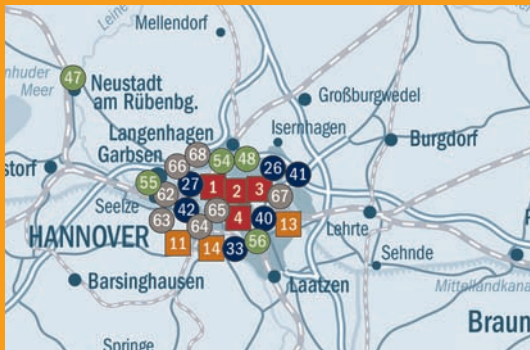 Mellendorf
Leine
47
nhuder
Meer
Neustadt
am Rübenbg.
Großburgwedel
Langenhagen
Isernhagen
Burgdorf
Garbsen
storf
68
66
54
48
26
41
55
62
27
1
2
3
67
Seelze
42
65
4
40
13
63
64
HANNOVER
11
14
33
56
Lehrte
Sehnde
Barsinghausen
Laatzen
Mittellandkana
Braun
Springe